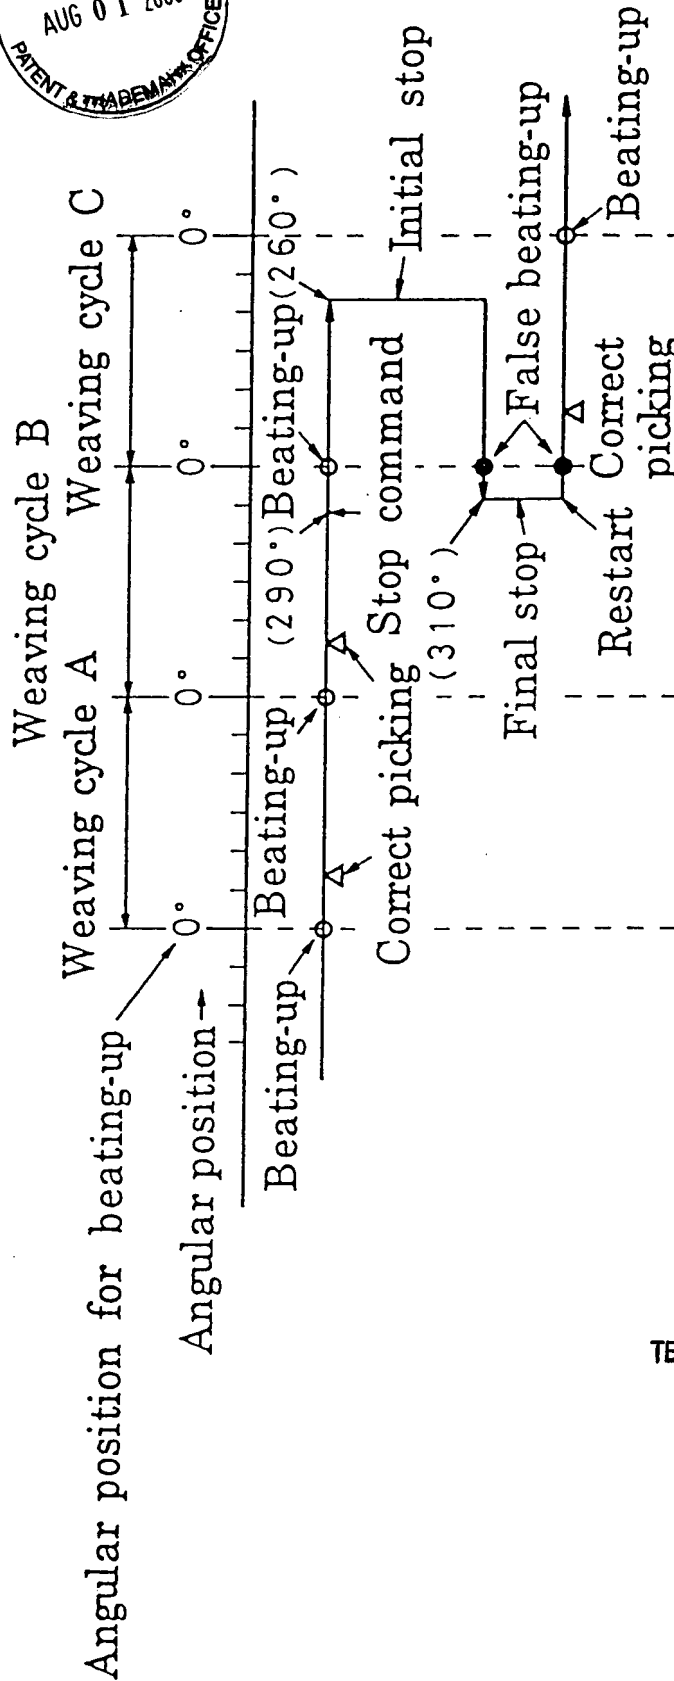 AUG 01
PATENT & TRADEMARK OFFICE
Weaving cycle B
Weaving cycle A
Weaving cycle C
Angular position for beating-up
0°
0°
0°
0°
Angular position→
Beating-up
Beating-up
(290°)
Beating-up
(260°)
Correct picking
Stop command
Initial stop
(310°)
Final stop
False beating-up
Restart
Correct
picking
Beating-up